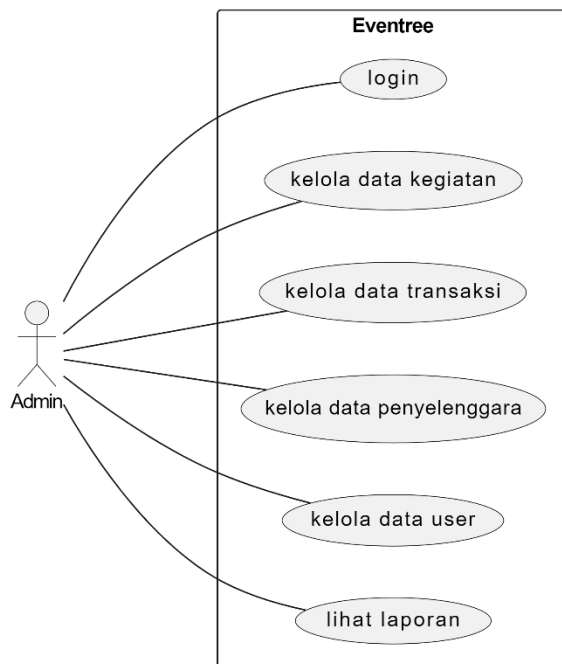 Eventree
login
kelola data kegiatan
kelola data transaksi
kelola data penyelenggara
Admin
kelola data user
lihat laporan